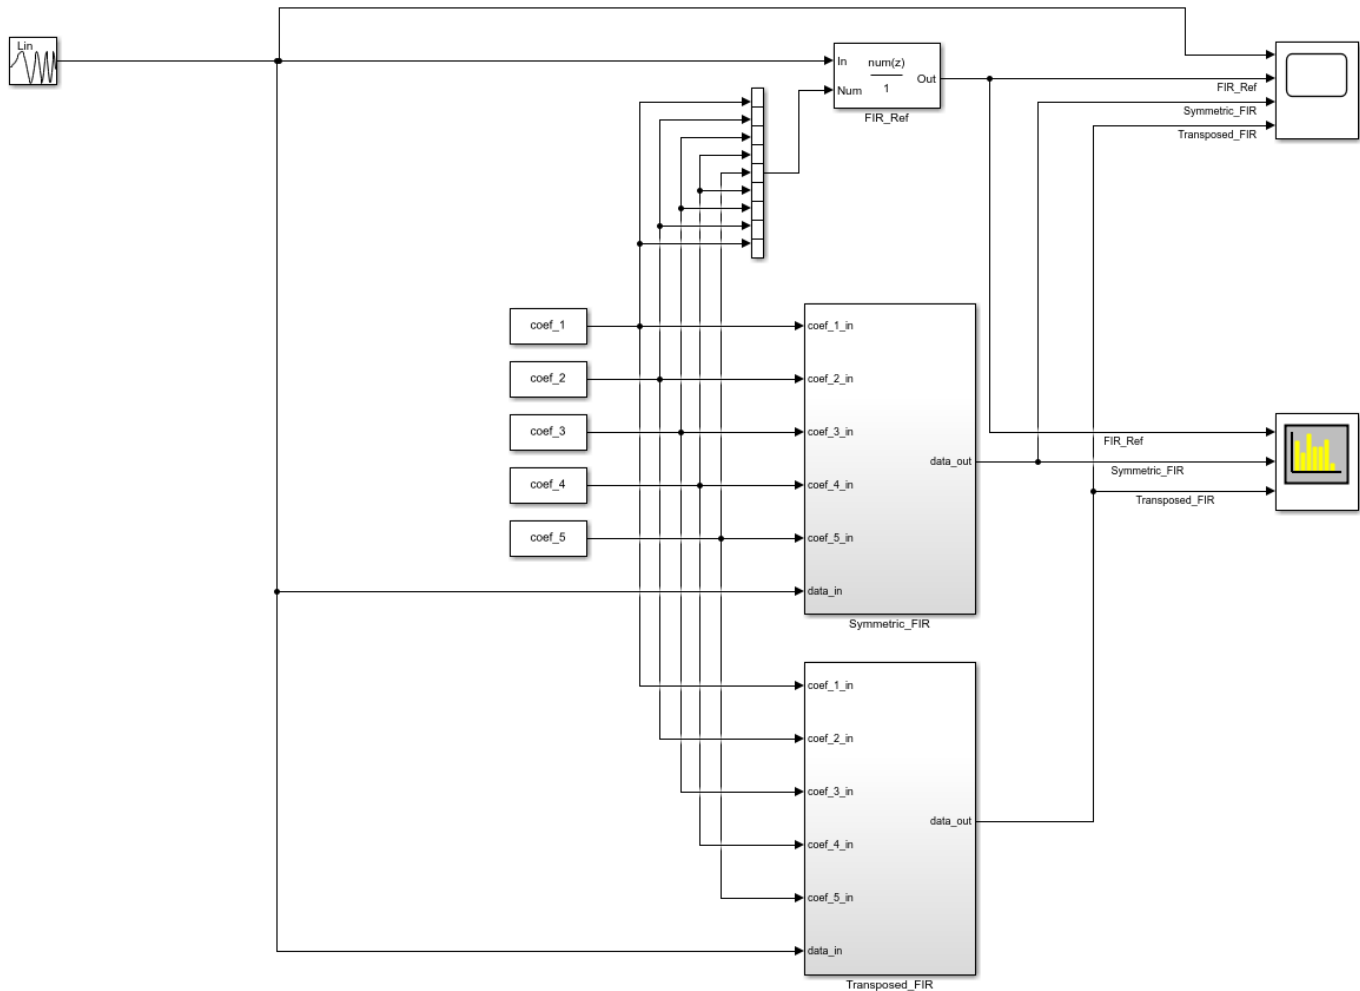 Lin
In
num(z)
1
Out
Num
FIR_Ref
FIR_Ref
Symmetric_FIR
Transposed_FIR
coef_1
coef_2
coef_3
coef_4
coef_5
coef_1_in
coef_2_in
coef_3_in
coef_4_in
coef_5_in
data_in
data_out
Symmetric_FIR
FIR_Ref
Symmetric_FIR
Transposed_FIR
coef_1_in
coef_2_in
coef_3_in
coef_4_in
coef_5_in
data_in
data_out
Transposed_FIR